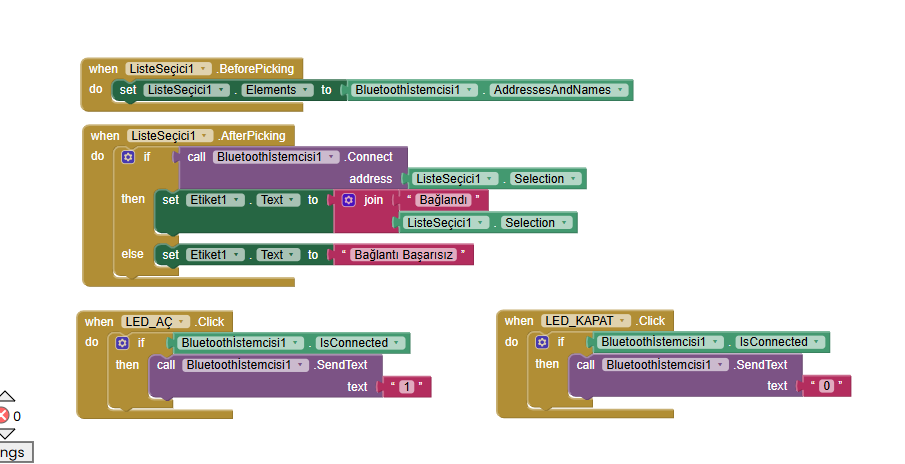 when ListeSeçici1 .BeforePicking
do set ListeSeçici1 . Elements to BluetoothIstemcisi1 . AddressesAndNames
when ListeSeçici1 .AfterPicking
do if call Bluetoothİstemcisi1 .Connect
address ListeSeçici1 . Selection
then set Etiket1 . Text to join " Bağlandı "
ListeSeçici1 . Selection
else set Etiket1 . Text to " Bağlantı Başarısız "
when LED_AÇ .Click
do if Bluetoothİstemcisi1 . IsConnected
then call Bluetoothİstemcisi1 .SendText
text " 1 "
when LED_KAPAT .Click
do if Bluetoothİstemcisi1 . IsConnected
then call Bluetoothİstemcisi1 .SendText
text " 0 "
0
ngs